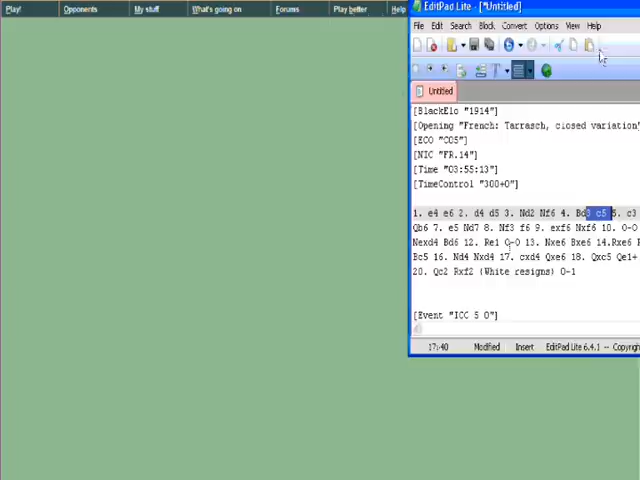 Play! Opponents My stuff What's going on Forums Play better Help
EditPad Lite - [*Untitled]
File Edit Search Block Convert Options View Help
Untitled
[BlackElo "1914"]
[Opening "French: Tarrasch, closed variation"
[ECO "C05"]
[NIC "FR.14"]
[Time "03:55:13"]
[TimeControl "300+0"]
1. e4 e6 2. d4 d5 3. Nd2 Nf6 4. Bd3 c5 5. c3
Qb6 7. e5 Nd7 8. Nf3 f6 9. exf6 Nxf6 10. O-O
Nexd4 Bd6 12. Re1 O-O 13. Nxe6 Bxe6 14.Rxe6 R
Bc5 16. Nd4 Nxd4 17. cxd4 Qxe6 18. Qxc5 Qe1+
20. Qc2 Rxf2 (White resigns) 0-1
[Event "ICC 5 0"]
17:40 Modified Insert EditPad Lite 6.4.1 -- Copyrig